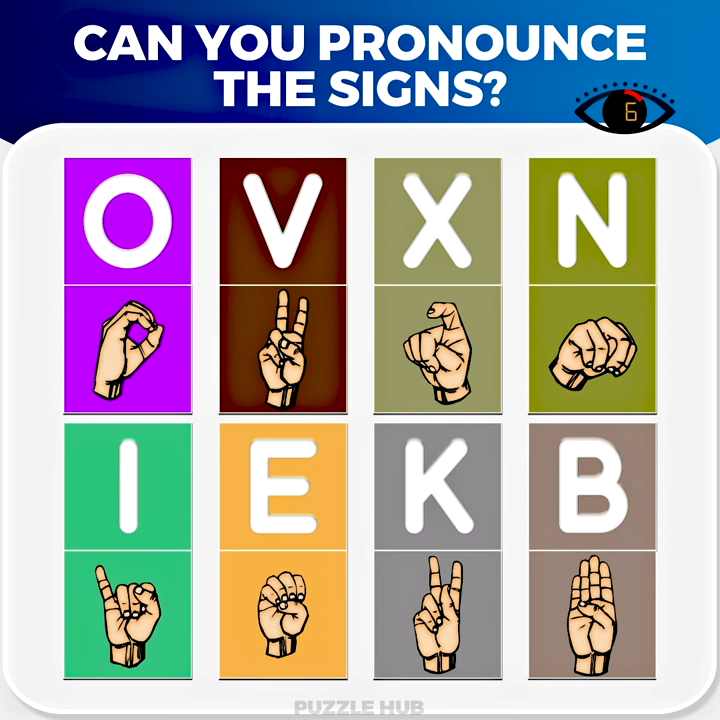 CAN YOU PRONOUNCE
THE SIGNS?
6
O V X N
I E K B
PUZZLE HUB